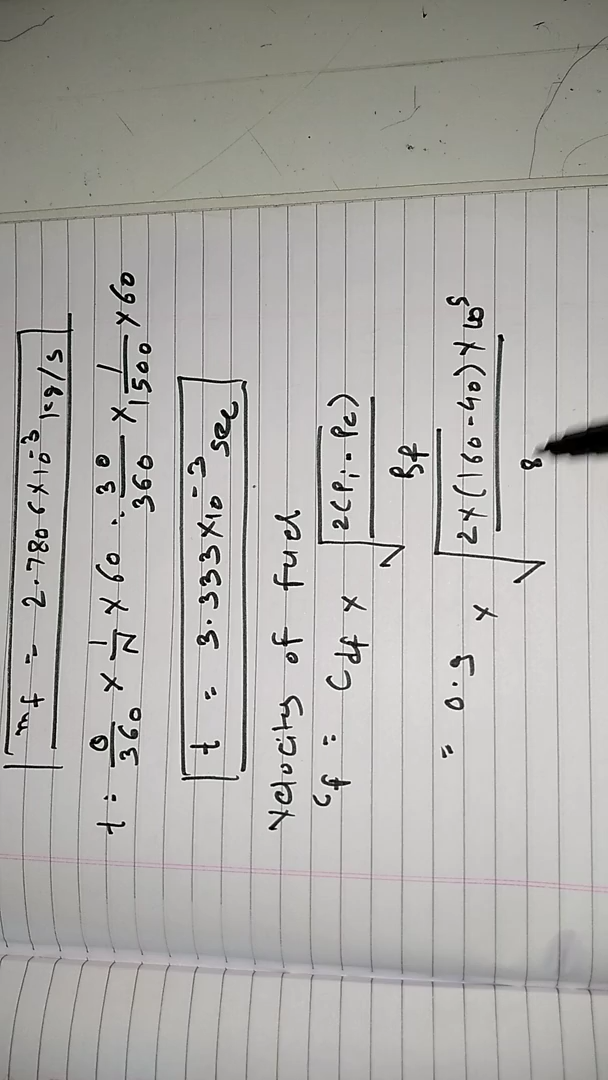 mf = 2.7806 × 10⁻³ kg/s
t = θ/360 × 1/N × 60 = 30/360 × 1/1500 × 60
t = 3.333 × 10⁻³ sec
Velocity of fuel
Cf = Cdf × √(2(Pi - Pc)/ρf)
= 0.9 × √(2 × (160 - 40) × 10⁵/8